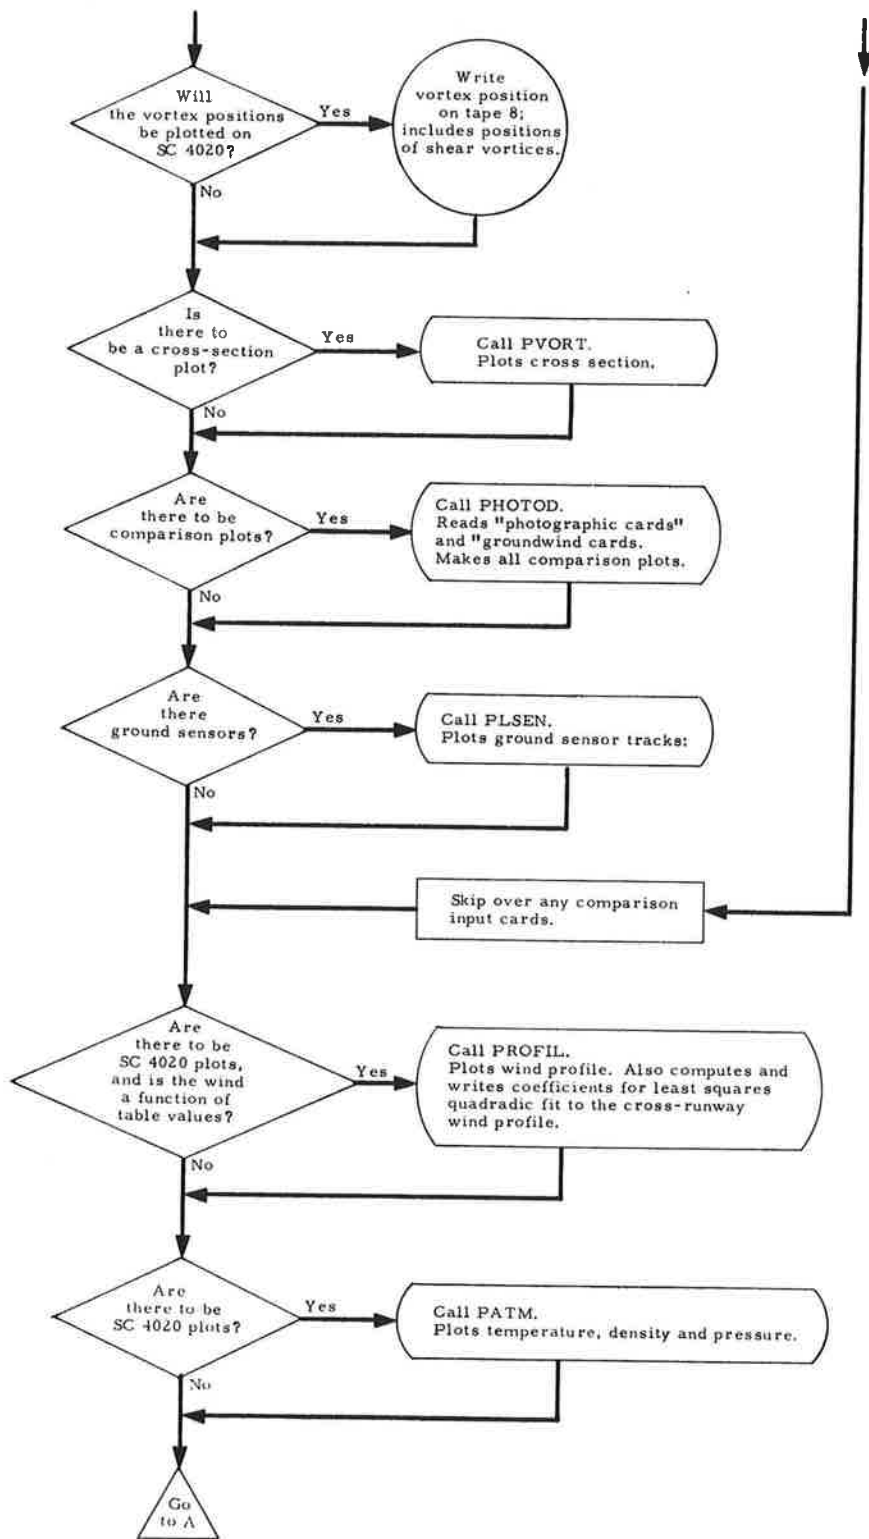 Will
the vortex positions
be plotted on
SC 4020?
Yes
Write
vortex position
on tape 8;
includes positions
of shear vortices.
No
Is
there to
be a cross-section
plot?
Yes
Call PVORT.
Plots cross section.
No
Are
there to be
comparison plots?
Yes
Call PHOTOD.
Reads "photographic cards"
and "groundwind cards.
Makes all comparison plots.
No
Are
there
ground sensors?
Yes
Call PLSEN.
Plots ground sensor tracks:
No
Skip over any comparison
input cards.
Are
there to be
SC 4020 plots,
and is the wind
a function of
table values?
Yes
Call PROFIL.
Plots wind profile. Also computes and
writes coefficients for least squares
quadradic fit to the cross-runway
wind profile.
No
Are
there to be
SC 4020 plots?
Yes
Call PATM.
Plots temperature, density and pressure.
No
Go
to A